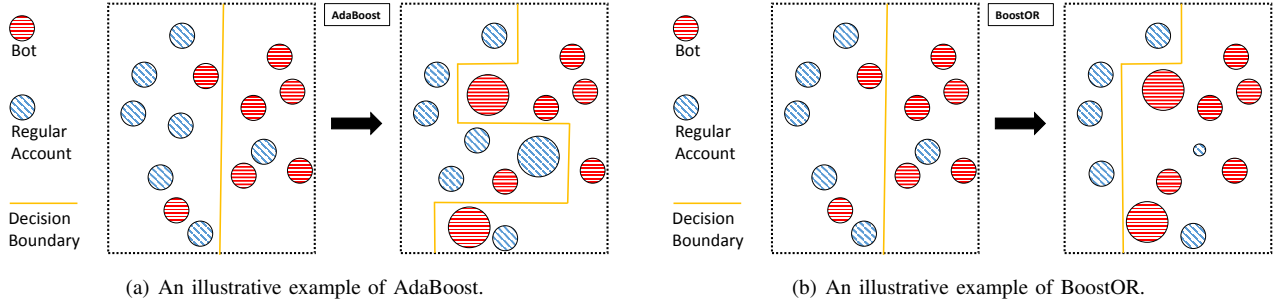 AdaBoost
Bot
Regular
Account
Decision
Boundary
(a) An illustrative example of AdaBoost.
BoostOR
Bot
Regular
Account
Decision
Boundary
(b) An illustrative example of BoostOR.